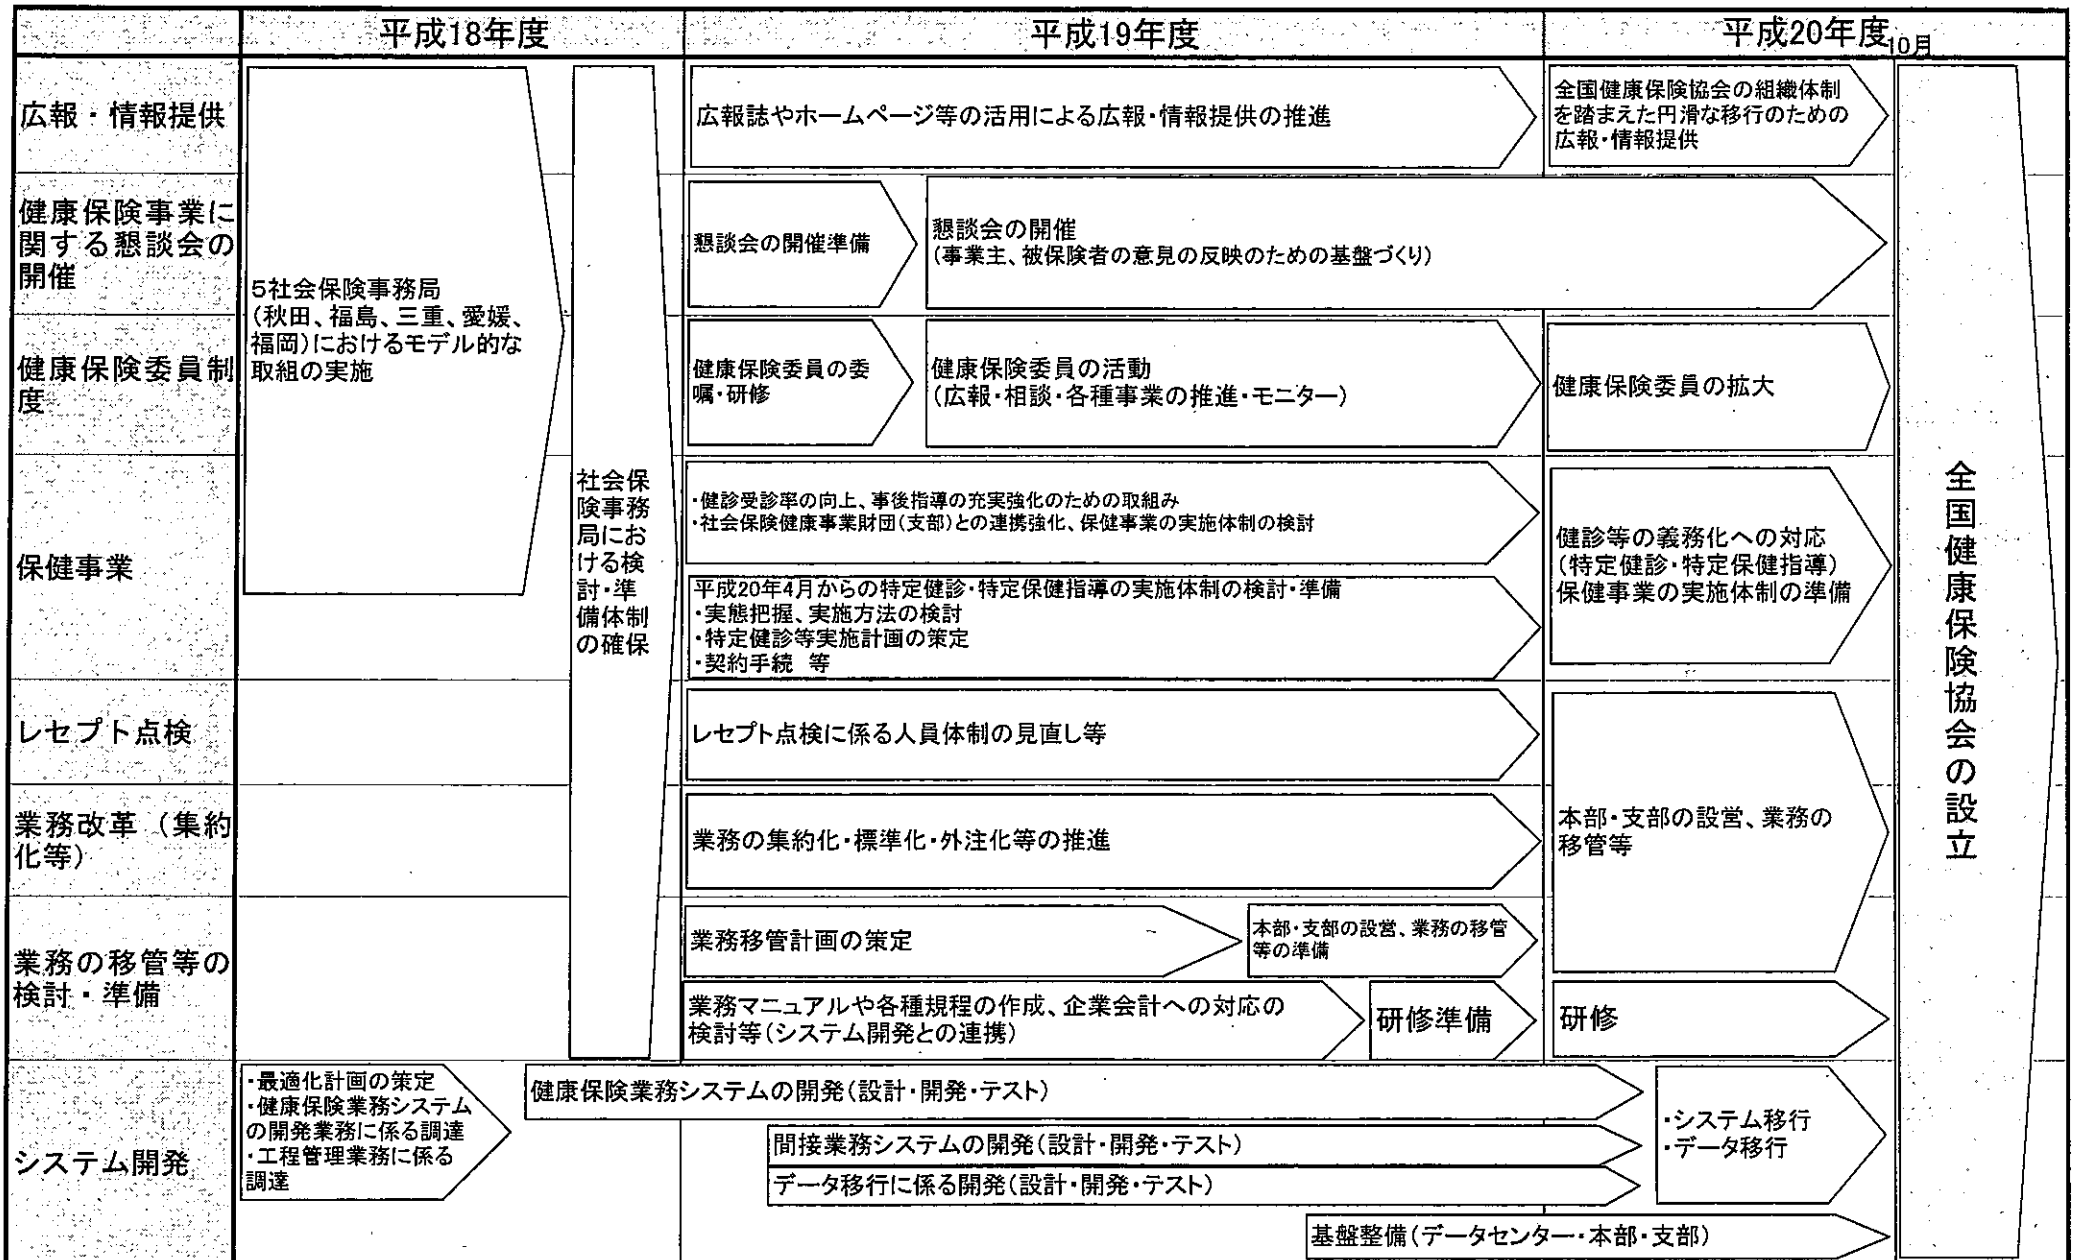 平成18年度
平成19年度
平成20年度
10月
広報・情報提供
5社会保険事務局
(秋田、福島、三重、愛媛、
福岡)におけるモデル的な
取組の実施
社会保
険事務
局にお
ける検
討・準
備体制
の確保
広報誌やホームページ等の活用による広報・情報提供の推進
全国健康保険協会の組織体制
を踏まえた円滑な移行のための
広報・情報提供
全国健康保険協会の設立
健康保険事業に
関する懇談会の
開催
懇談会の開催準備
懇談会の開催
(事業主、被保険者の意見の反映のための基盤づくり)
健康保険委員制
度
健康保険委員の委
嘱・研修
健康保険委員の活動
(広報・相談・各種事業の推進・モニター)
健康保険委員の拡大
保健事業
・健診受診率の向上、事後指導の充実強化のための取組み
・社会保険健康事業財団(支部)との連携強化、保健事業の実施体制の検討
平成20年4月からの特定健診・特定保健指導の実施体制の検討・準備
・実態把握、実施方法の検討
・特定健診等実施計画の策定
・契約手続 等
健診等の義務化への対応
(特定健診・特定保健指導)
保健事業の実施体制の準備
レセプト点検
レセプト点検に係る人員体制の見直し等
本部・支部の設営、業務の
移管等
業務改革(集約
化等)
業務の集約化・標準化・外注化等の推進
業務の移管等の
検討・準備
業務移管計画の策定
本部・支部の設営、業務の移管
等の準備
業務マニュアルや各種規程の作成、企業会計への対応の
検討等(システム開発との連携)
研修準備
研修
システム開発
・最適化計画の策定
・健康保険業務システム
の開発業務に係る調達
・工程管理業務に係る
調達
健康保険業務システムの開発(設計・開発・テスト)
間接業務システムの開発(設計・開発・テスト)
データ移行に係る開発(設計・開発・テスト)
・システム移行
・データ移行
基盤整備(データセンター・本部・支部)